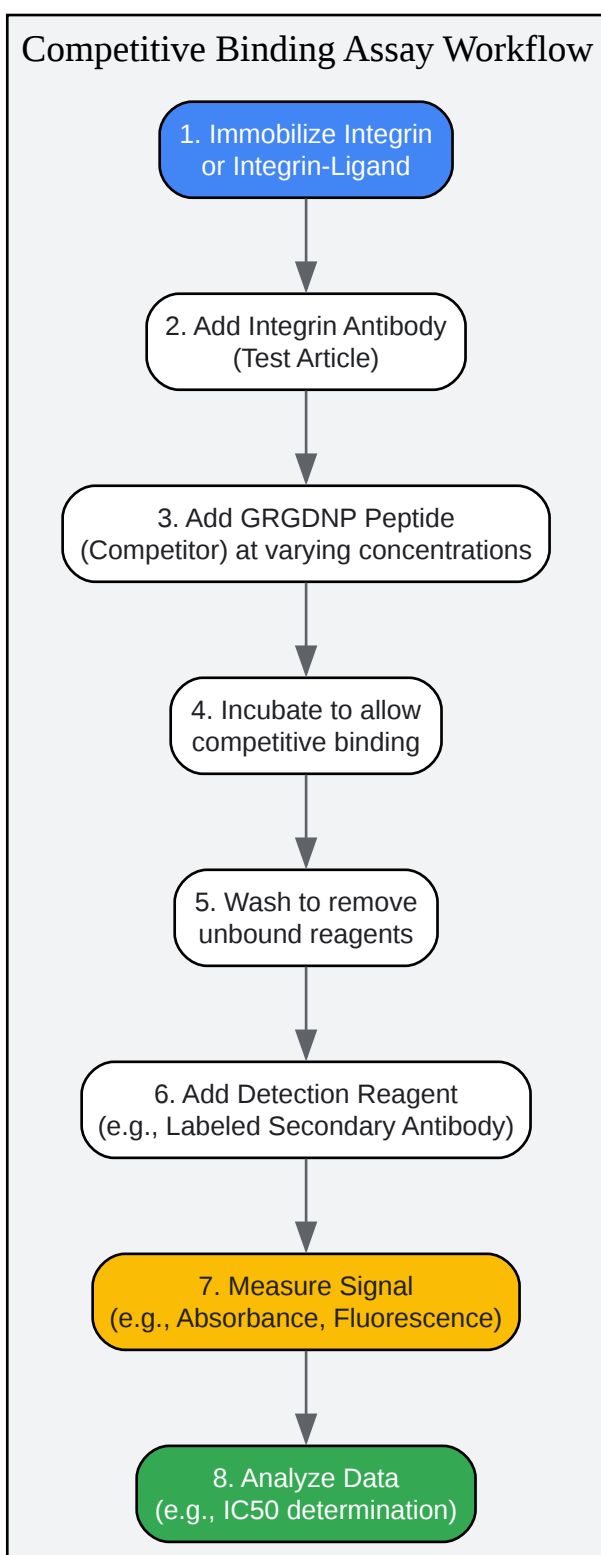 Competitive Binding Assay Workflow
1. Immobilize Integrin
or Integrin-Ligand
2. Add Integrin Antibody
(Test Article)
3. Add GRGDNP Peptide
(Competitor) at varying concentrations
4. Incubate to allow
competitive binding
5. Wash to remove
unbound reagents
6. Add Detection Reagent
(e.g., Labeled Secondary Antibody)
7. Measure Signal
(e.g., Absorbance, Fluorescence)
8. Analyze Data
(e.g., IC50 determination)